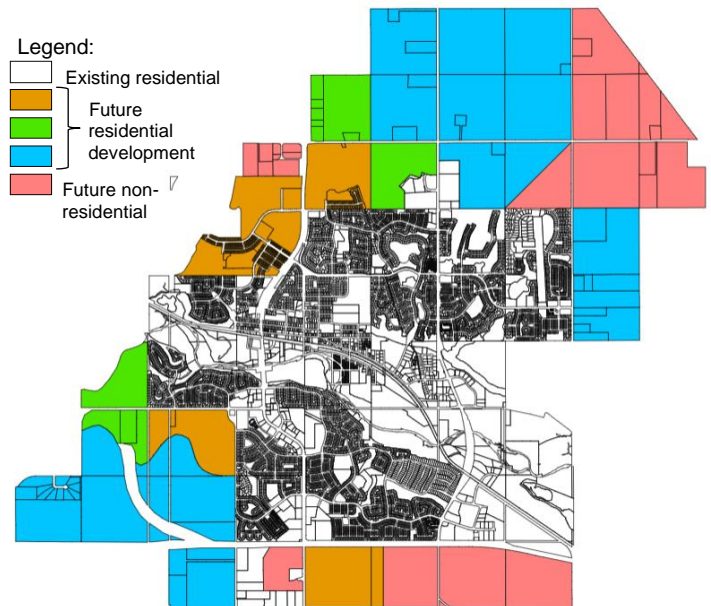 Legend:
Existing residential
Future
residential
development
Future non-
residential